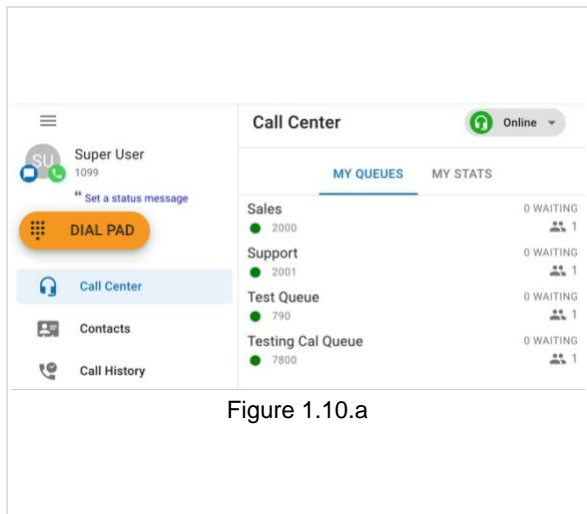 Call Center
Online
SU
Super User
1099
“ Set a status message
MY QUEUES MY STATS
DIAL PAD
Sales 0 WAITING
2000 1
Support 0 WAITING
2001 1
Test Queue 0 WAITING
790 1
Testing Cal Queue 0 WAITING
7800 1
Call Center
Contacts
Call History
Figure 1.10.a